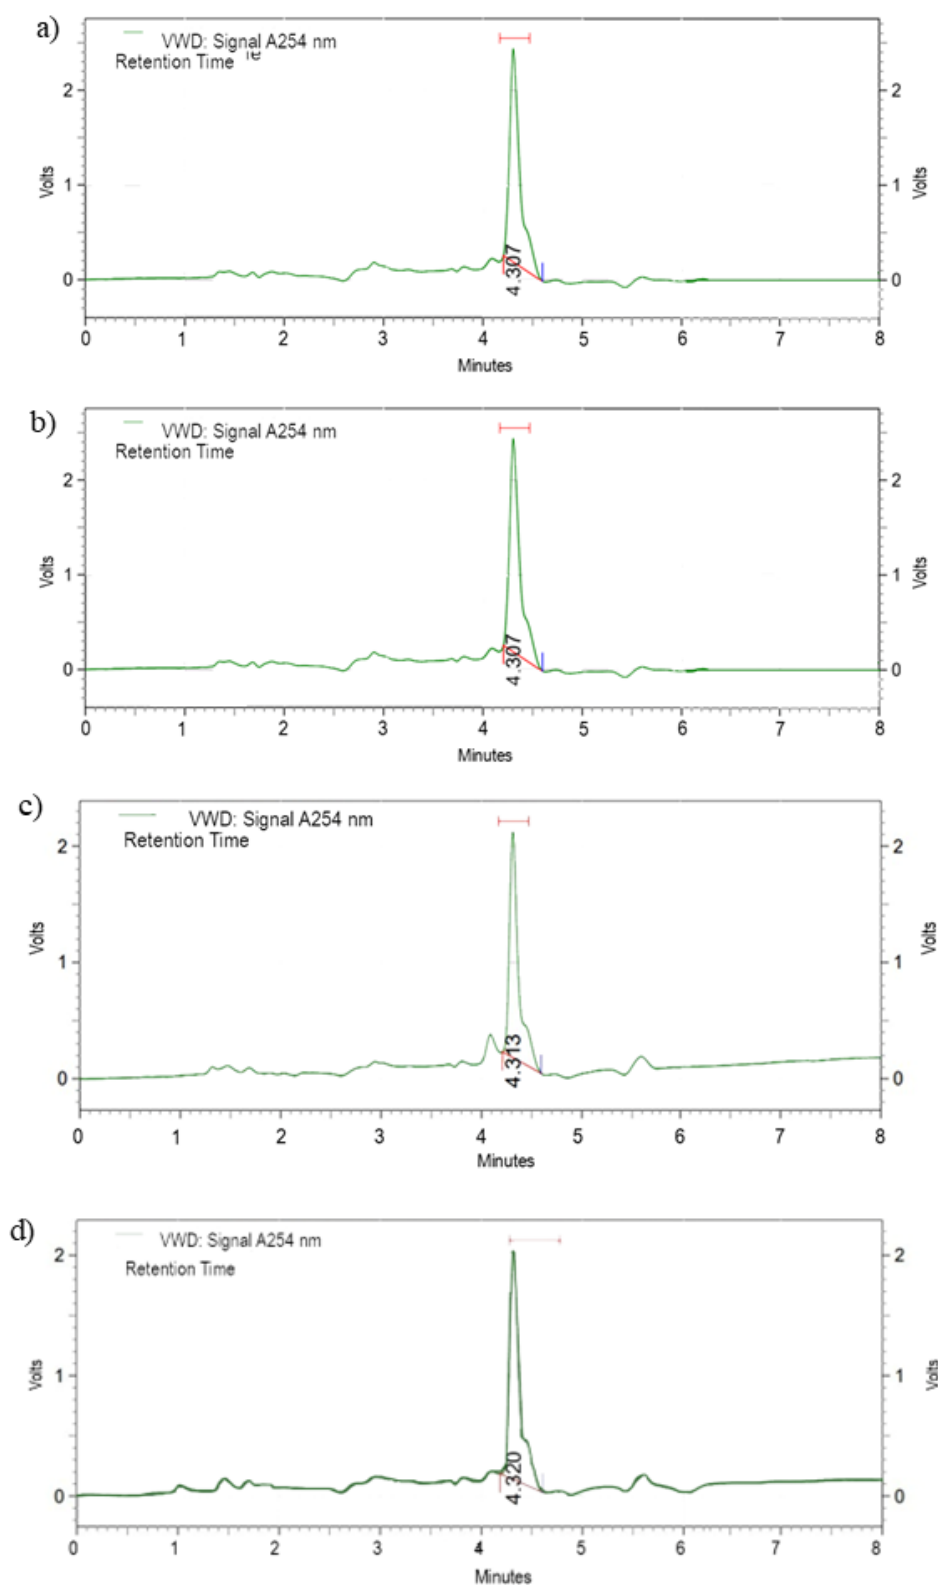 a)
VWD: Signal A254 nm
Retention Time ie
2 2
Volts 1 1 Volts
0 4.307 0
0 1 2 3 4 5 6 7 8
Minutes
b)
VWD: Signal A254 nm
Retention Time
2 2
Volts 1 1 Volts
0 4.307 0
0 1 2 3 4 5 6 7 8
Minutes
c)
VWD: Signal A254 nm
Retention Time
2 2
Volts 1 1 Volts
0 4.313 0
0 1 2 3 4 5 6 7 8
Minutes
d)
VWD: Signal A254 nm
Retention Time
2 2
Volts 1 1 Volts
0 4.320 0
0 1 2 3 4 5 6 7 8
Minutes